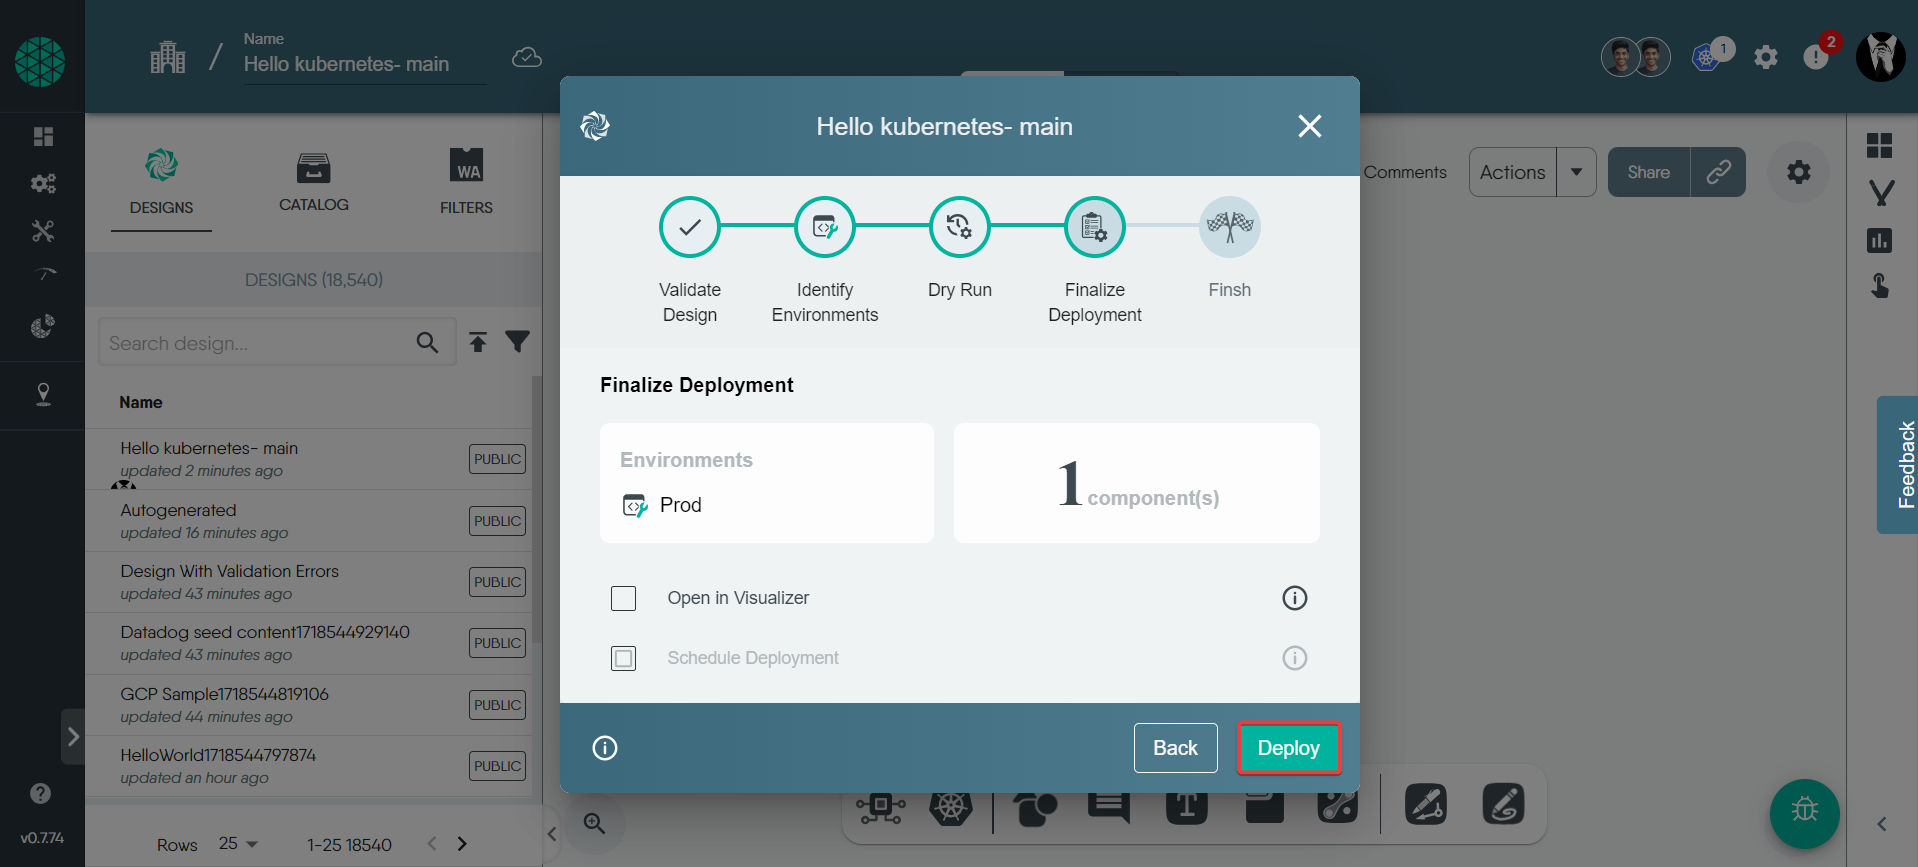 Name
Hello kubernetes- main
1
2
DESIGNS
CATALOG
WA
FILTERS
DESIGNS (18,540)
Search design...
Name
Hello kubernetes- main
updated 2 minutes ago
PUBLIC
Autogenerated
updated 16 minutes ago
PUBLIC
Design With Validation Errors
updated 43 minutes ago
PUBLIC
Datadog seed content1718544929140
updated 43 minutes ago
PUBLIC
GCP Sample1718544819106
updated 44 minutes ago
PUBLIC
HelloWorld1718544797874
updated an hour ago
PUBLIC
Rows 25 1-25 18540
v0.7.74
Hello kubernetes- main
Validate
Design
Identify
Environments
Dry Run
Finalize
Deployment
Finsh
Finalize Deployment
Environments
Prod
1 component(s)
Open in Visualizer
Schedule Deployment
Back
Deploy
Comments
Actions
Share
Feedback